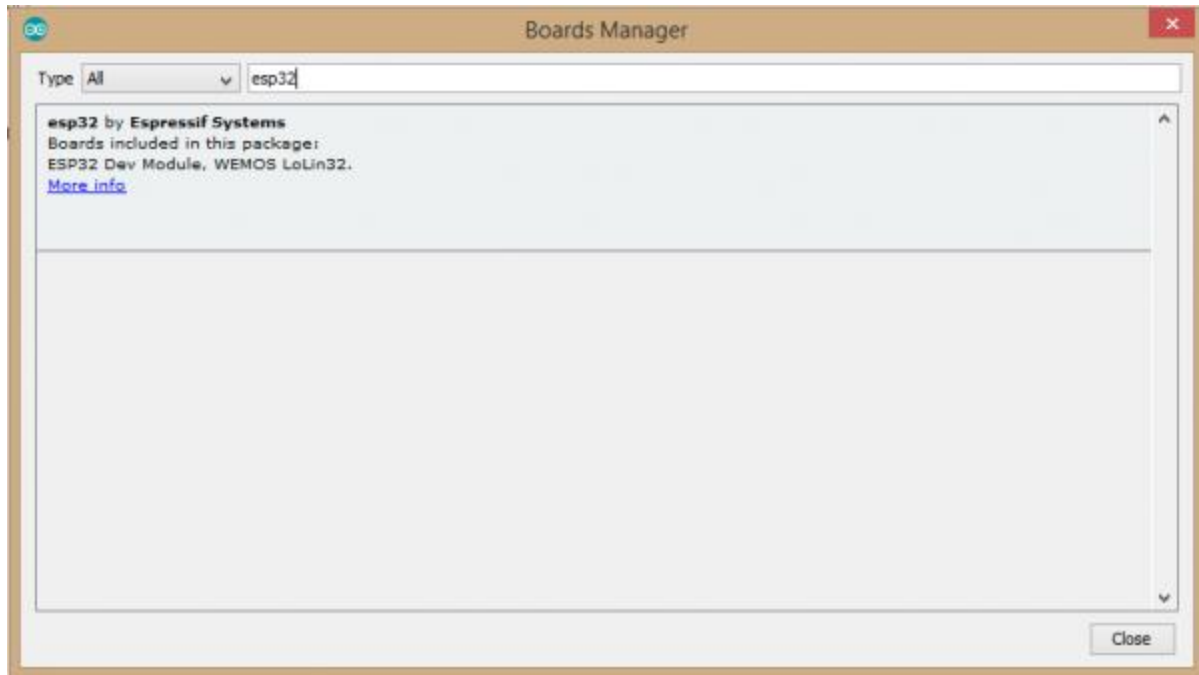 Boards Manager
Type All esp32
esp32 by Espressif Systems
Boards included in this package:
ESP32 Dev Module, WEMOS LoLin32.
More info
Close